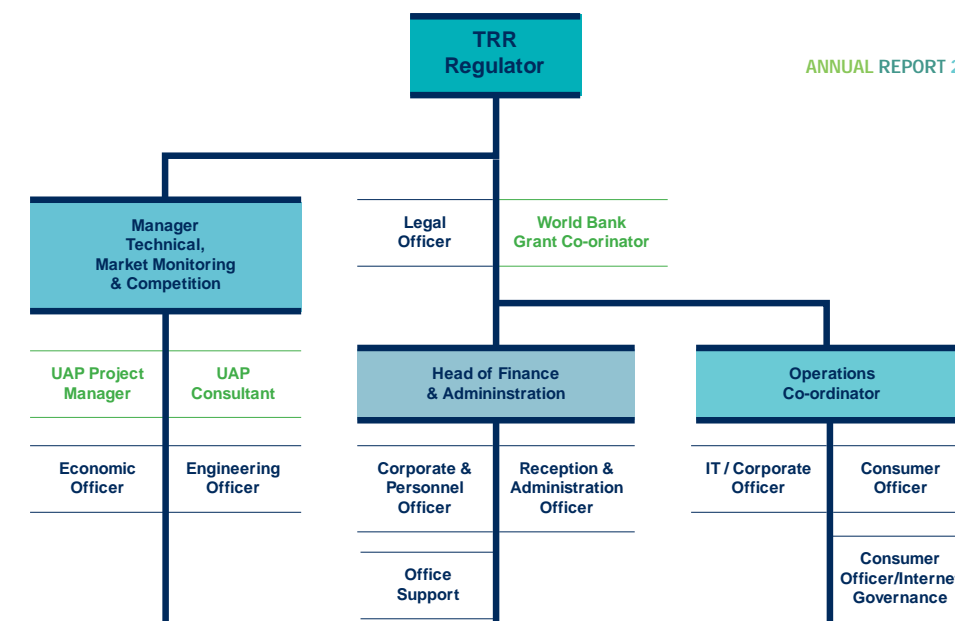 TRR
Regulator
ANNUAL REPORT 2
Manager
Technical,
Market Monitoring
& Competition
Legal
Officer
World Bank
Grant Co-orinator
UAP Project
Manager
UAP
Consultant
Head of Finance
& Admininstration
Operations
Co-ordinator
Economic
Officer
Engineering
Officer
Corporate &
Personnel
Officer
Reception &
Administration
Officer
IT / Corporate
Officer
Consumer
Officer
Office
Support
Consumer
Officer/Interne
Governance